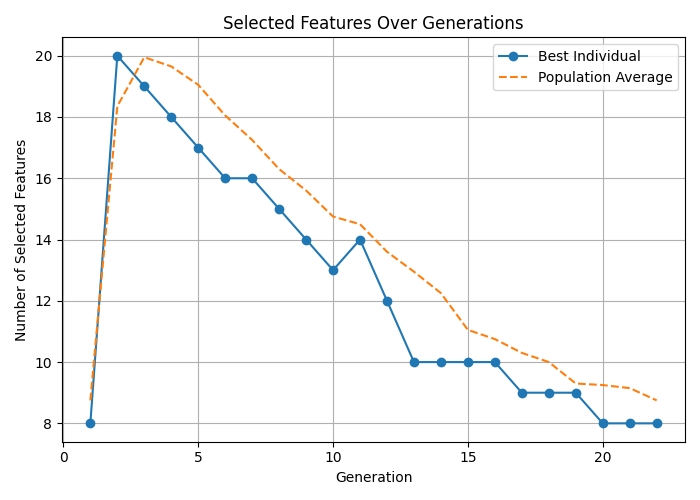 Selected Features Over Generations
Best Individual
Population Average
Number of Selected Features
20
18
16
14
12
10
8
0 5 10 15 20
Generation